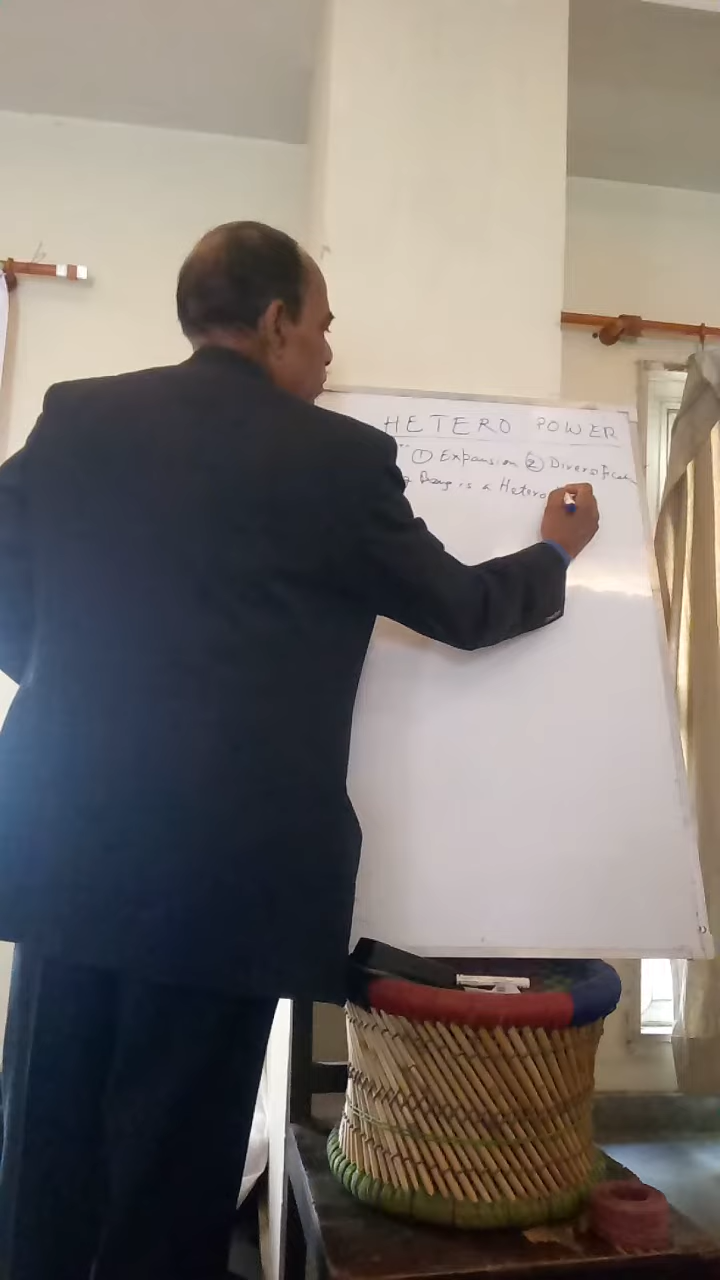 HETERO POWER
① Expansion ② Diversification
is a Hetero